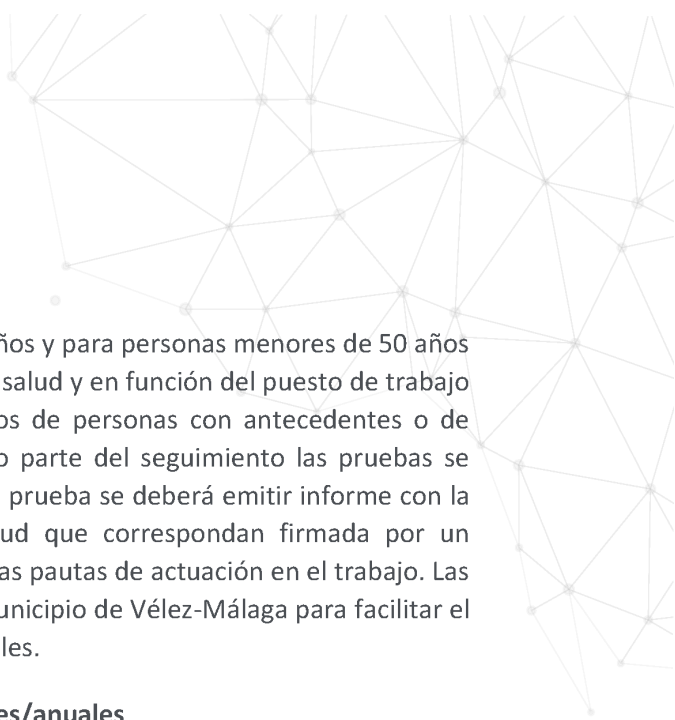 ños y para personas menores de 50 años
salud y en función del puesto de trabajo
os de personas con antecedentes o de
o parte del seguimiento las pruebas se
prueba se deberá emitir informe con la
ud que correspondan firmada por un
as pautas de actuación en el trabajo. Las
unicipio de Vélez-Málaga para facilitar el
les.
es/anuales